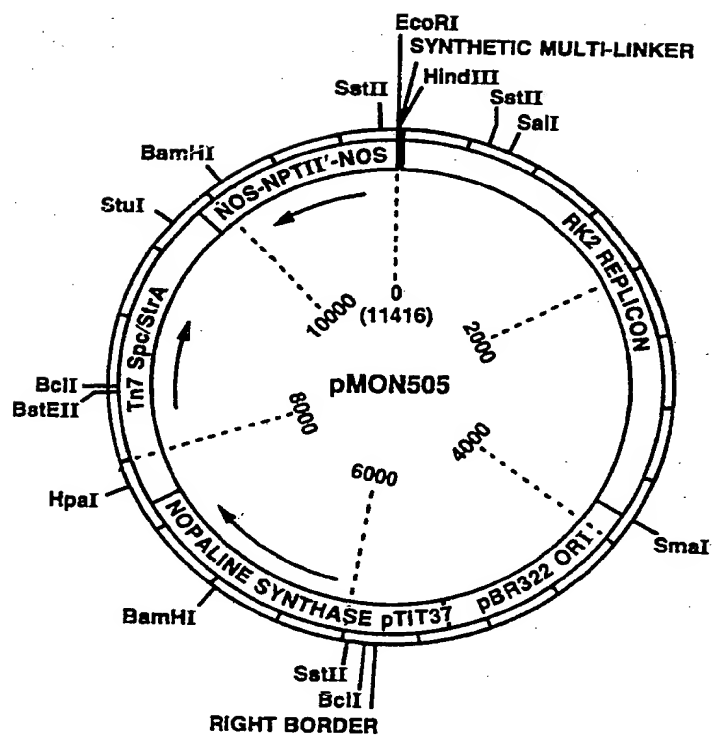 EcoRI
SYNTHETIC MULTI-LINKER
HindIII
SstII
SstII
SalI
BamHI
NOS-NPTII'-NOS
StuI
RK2 REPLICON
0
(11416)
10000
2000
Tn7 Spc/StrA
pMON505
BclI
BstEII
8000
4000
6000
HpaI
SmaI
NOPALINE SYNTHASE pTiT37
pBR322 ORI.
BamHI
SstII
BclI
RIGHT BORDER